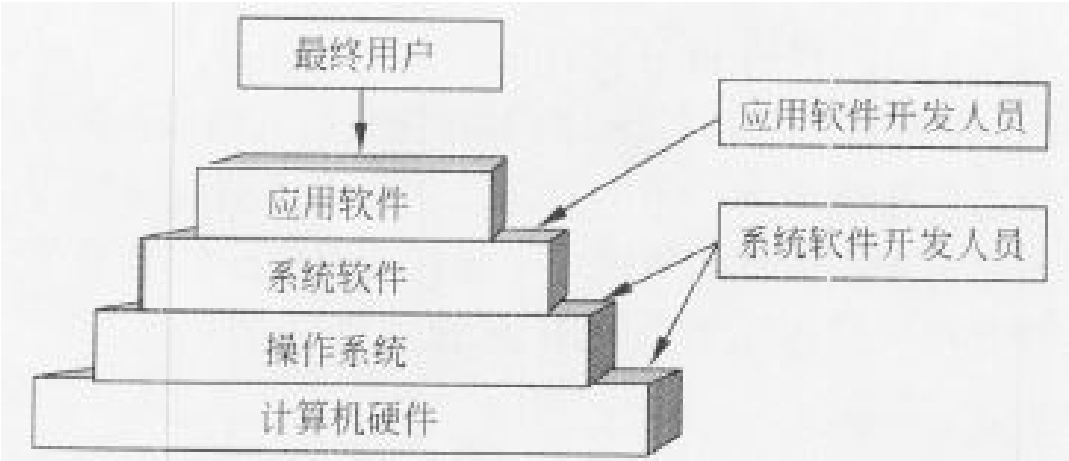 最终用户
应用软件开发人员
应用软件
系统软件开发人员
系统软件
操作系统
计算机硬件